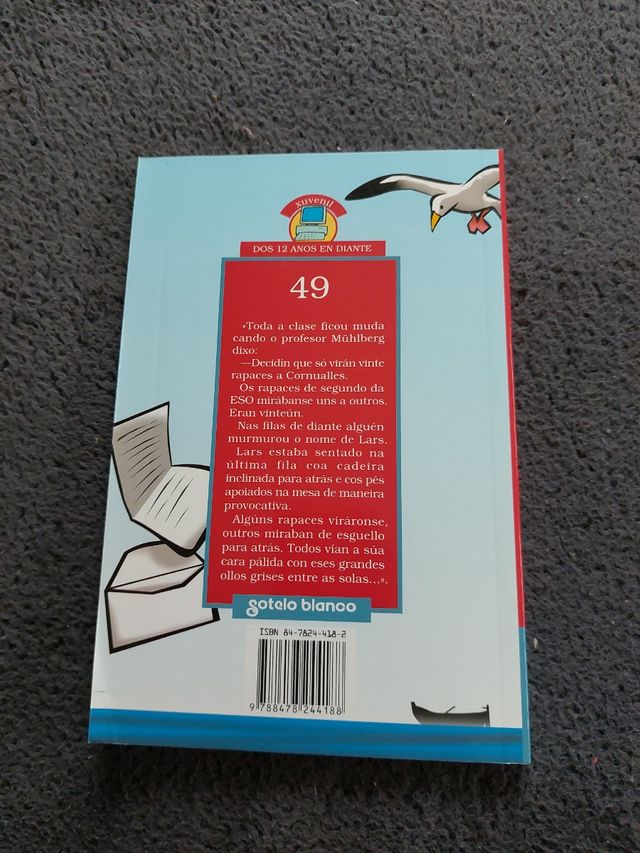 xuvenil
DOS 12 ANOS EN DIANTE
49
«Toda a clase ficou muda
cando o profesor Mühlberg
dixo:
—Decidín que só virán vinte
rapaces a Cornualles.
Os rapaces de segundo da
ESO mirábanse uns a outros.
Eran vinteún.
Nas filas de diante alguén
murmurou o nome de Lars.
Lars estaba sentado na
última fila coa cadeira
inclinada para atrás e cos pés
apoiados na mesa de maneira
provocativa.
Algúns rapaces viráronse,
outros miraban de esguello
para atrás. Todos vían a súa
cara pálida con eses grandes
ollos grises entre as solas...».
sotelo blanco
ISBN 84-7824-418-2
9 788478 244188